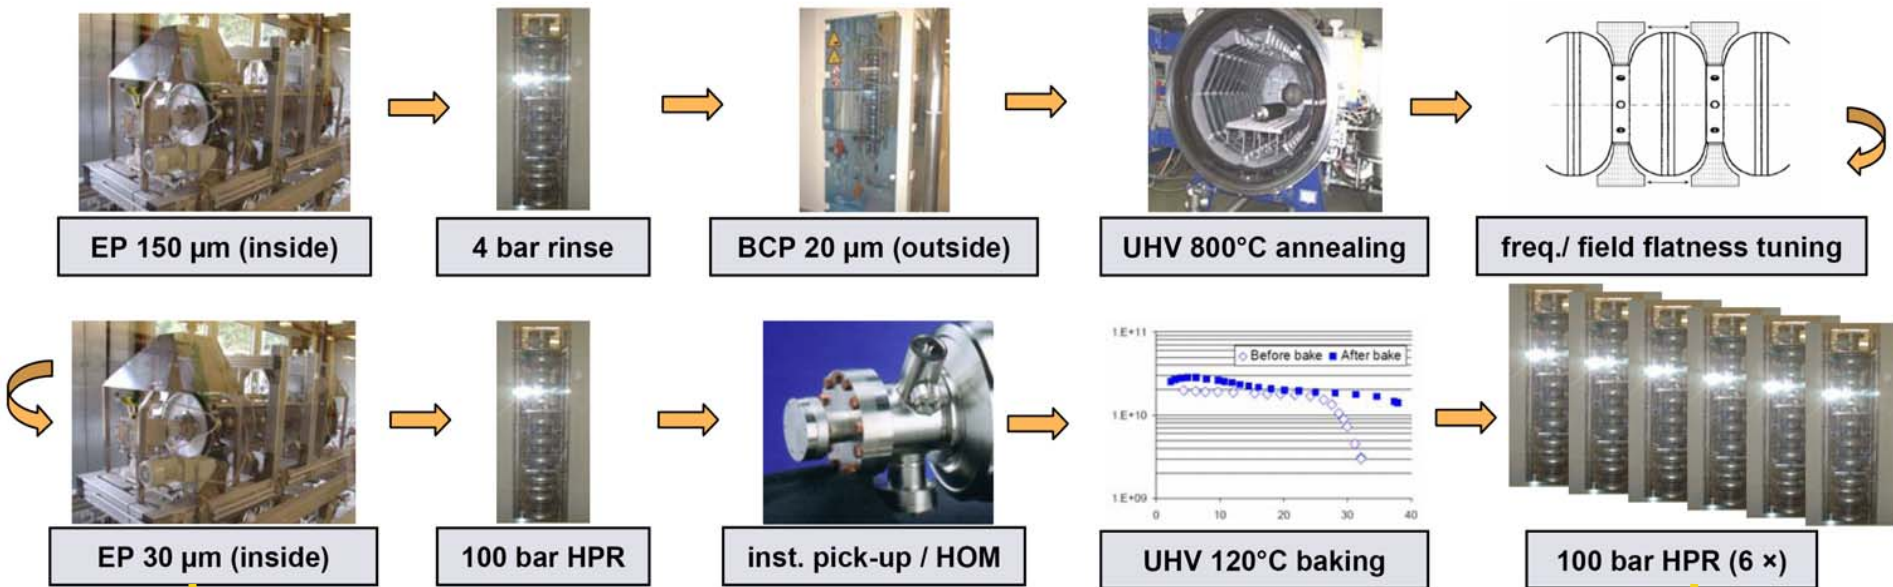 EP 150 µm (inside)
4 bar rinse
BCP 20 µm (outside)
UHV 800°C annealing
freq./ field flatness tuning
1.E+11
Before bake After bake
1.E+10
1.E+09
0 10 20 30 40
EP 30 µm (inside)
100 bar HPR
inst. pick-up / HOM
UHV 120°C baking
100 bar HPR (6 ×)